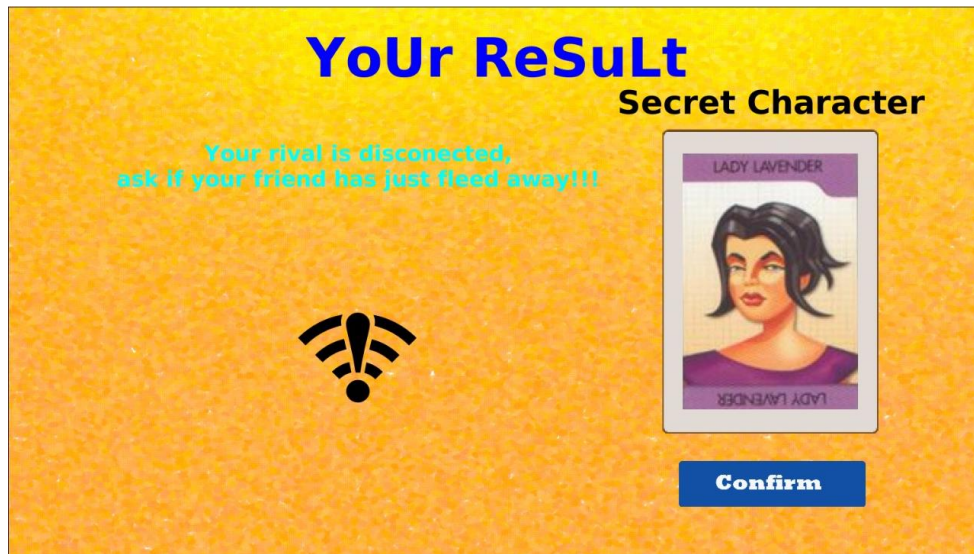 YoUr ReSuLt
Secret Character
Your rival is disconected,
ask if your friend has just fleed away!!!
LADY LAVENDER
LADY LAVENDER
Confirm